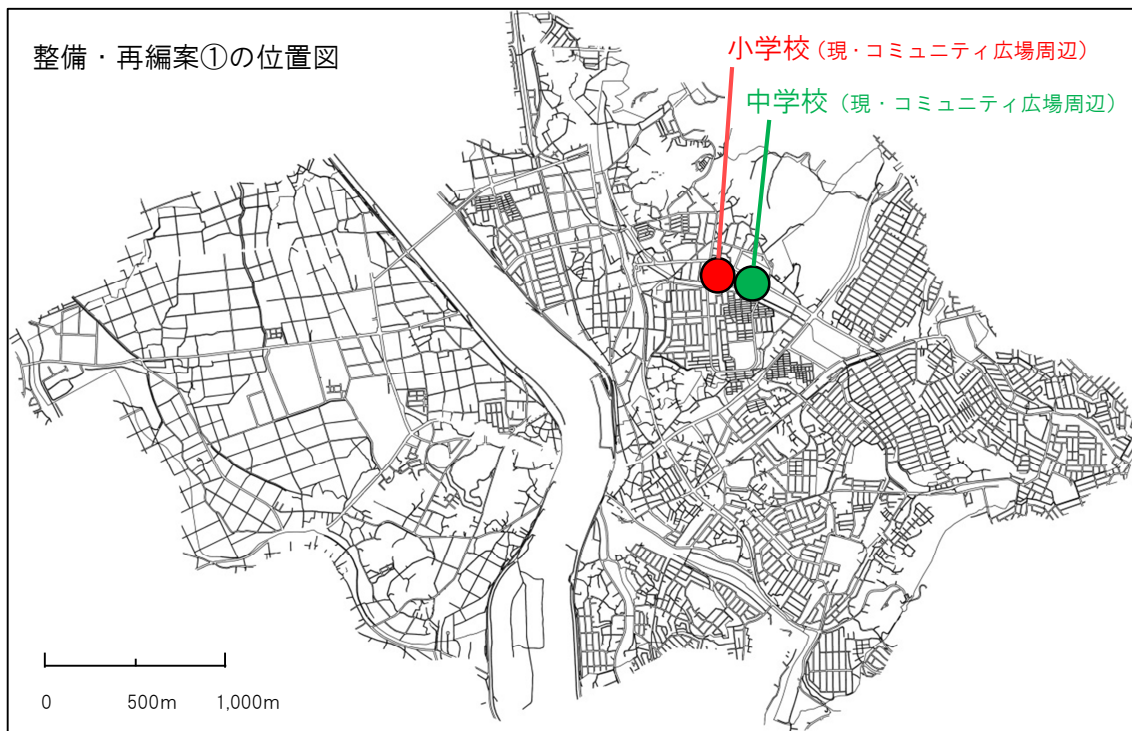 整備・再編案①の位置図
小学校（現・コミュニティ広場周辺）
中学校（現・コミュニティ広場周辺）
0 500m 1,000m